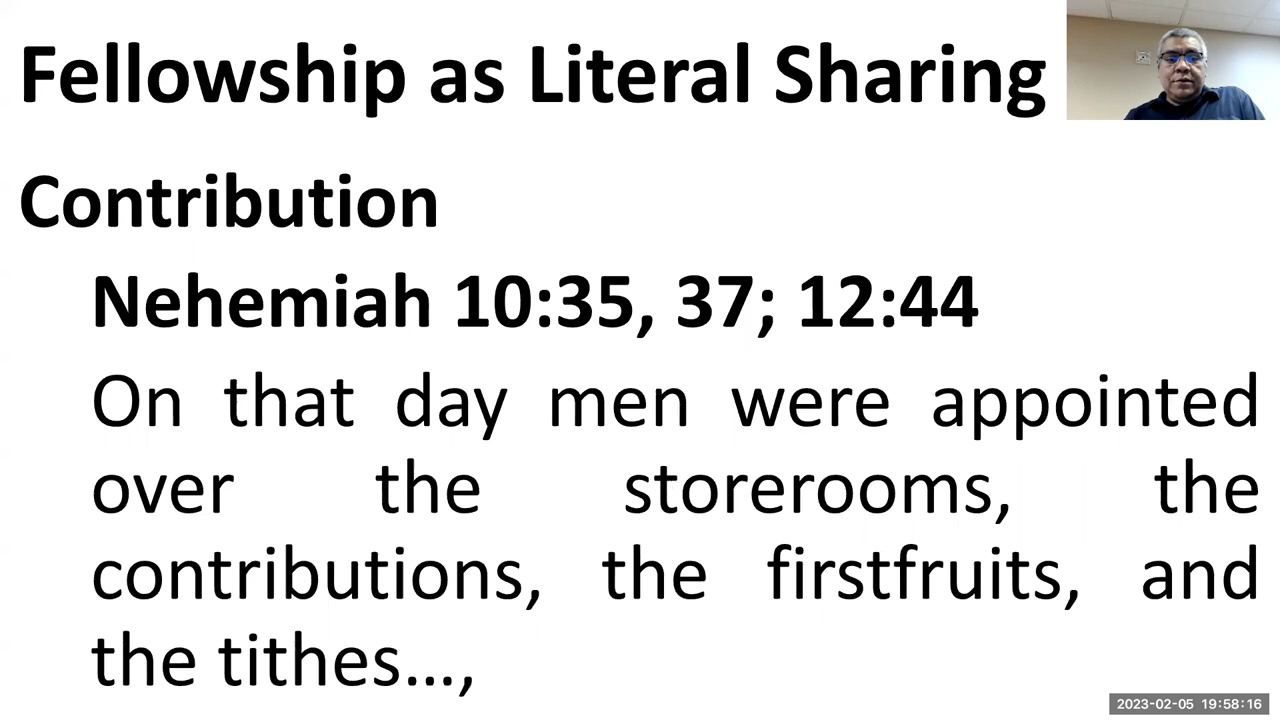 Fellowship as Literal Sharing
Contribution
Nehemiah 10:35, 37; 12:44
On that day men were appointed
over the storerooms, the
contributions, the firstfruits, and
the tithes…,
2023-02-05 19:58:16